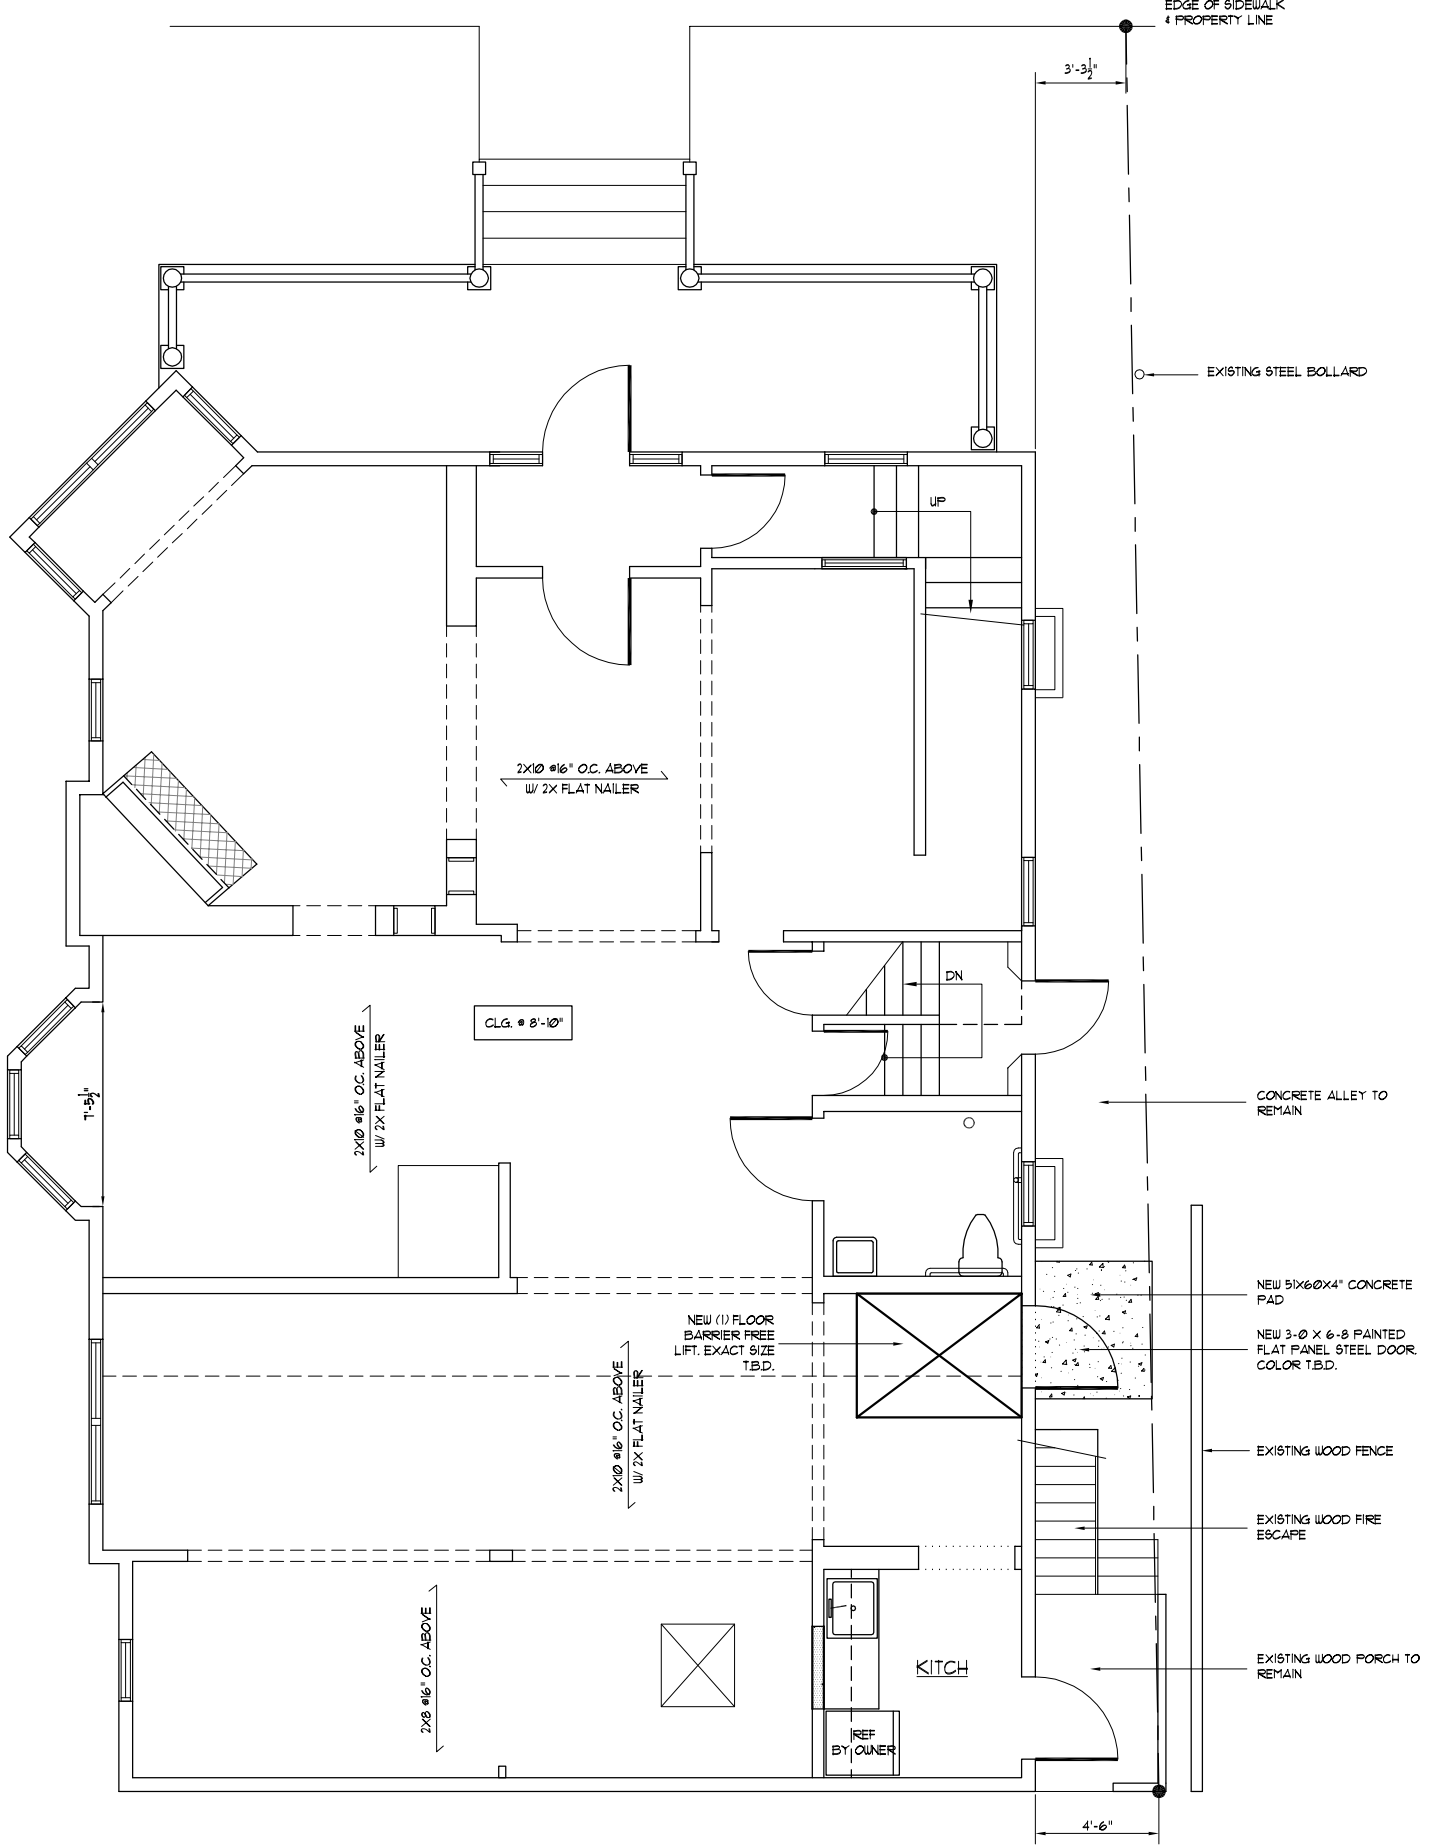 EDGE OF SIDEWALK
& PROPERTY LINE
3'-3½"
EXISTING STEEL BOLLARD
UP
2X10 @16" O.C. ABOVE
W/ 2X FLAT NAILER
DN
CLG. @ 8'-10"
2X10 @16" O.C. ABOVE
W/ 2X FLAT NAILER
7'-5½"
CONCRETE ALLEY TO
REMAIN
NEW 51X60X4" CONCRETE
PAD
NEW (1) FLOOR
BARRIER FREE
LIFT. EXACT SIZE
T.B.D.
NEW 3-0 X 6-8 PAINTED
FLAT PANEL STEEL DOOR.
COLOR T.B.D.
2X10 @16" O.C. ABOVE
W/ 2X FLAT NAILER
EXISTING WOOD FENCE
EXISTING WOOD FIRE
ESCAPE
2X8 @16" O.C. ABOVE
KITCH
EXISTING WOOD PORCH TO
REMAIN
REF
BY OWNER
4'-6"